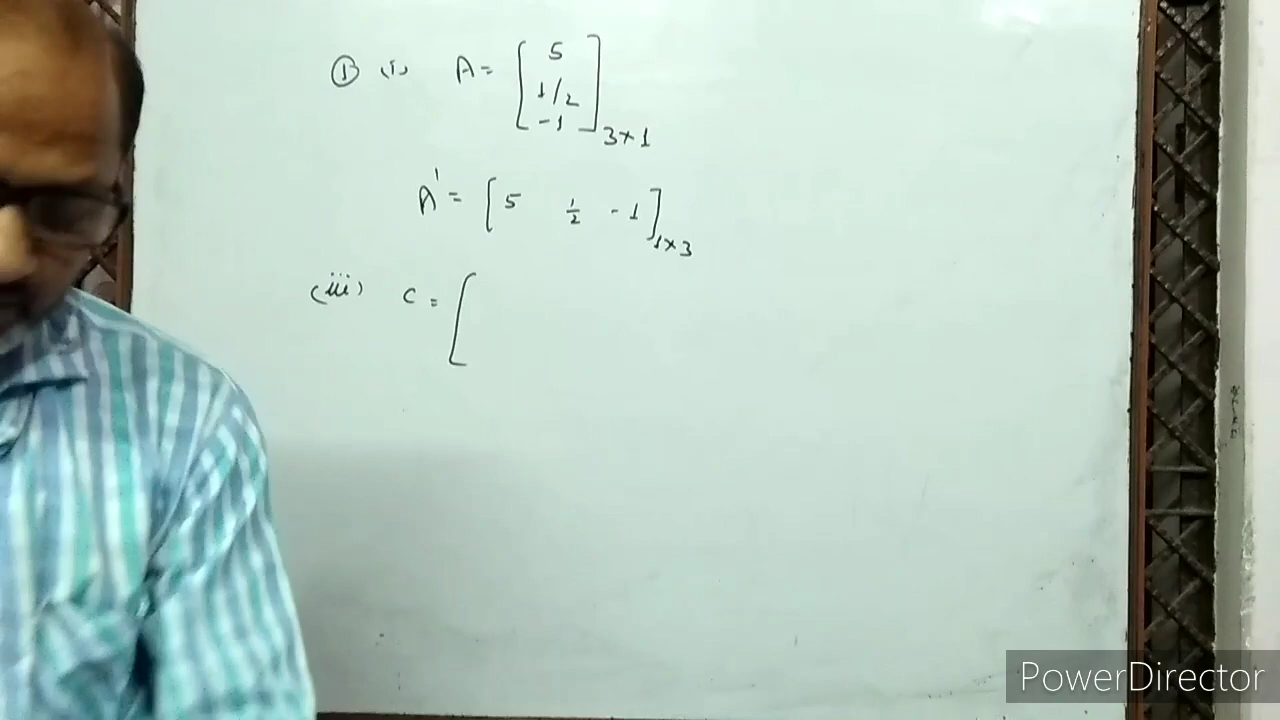 ① (i) A = [ 5
1/2
-1 ] 3×1
A' = [ 5 1/2 -1 ] 1×3
(iii) C = [
PowerDirector